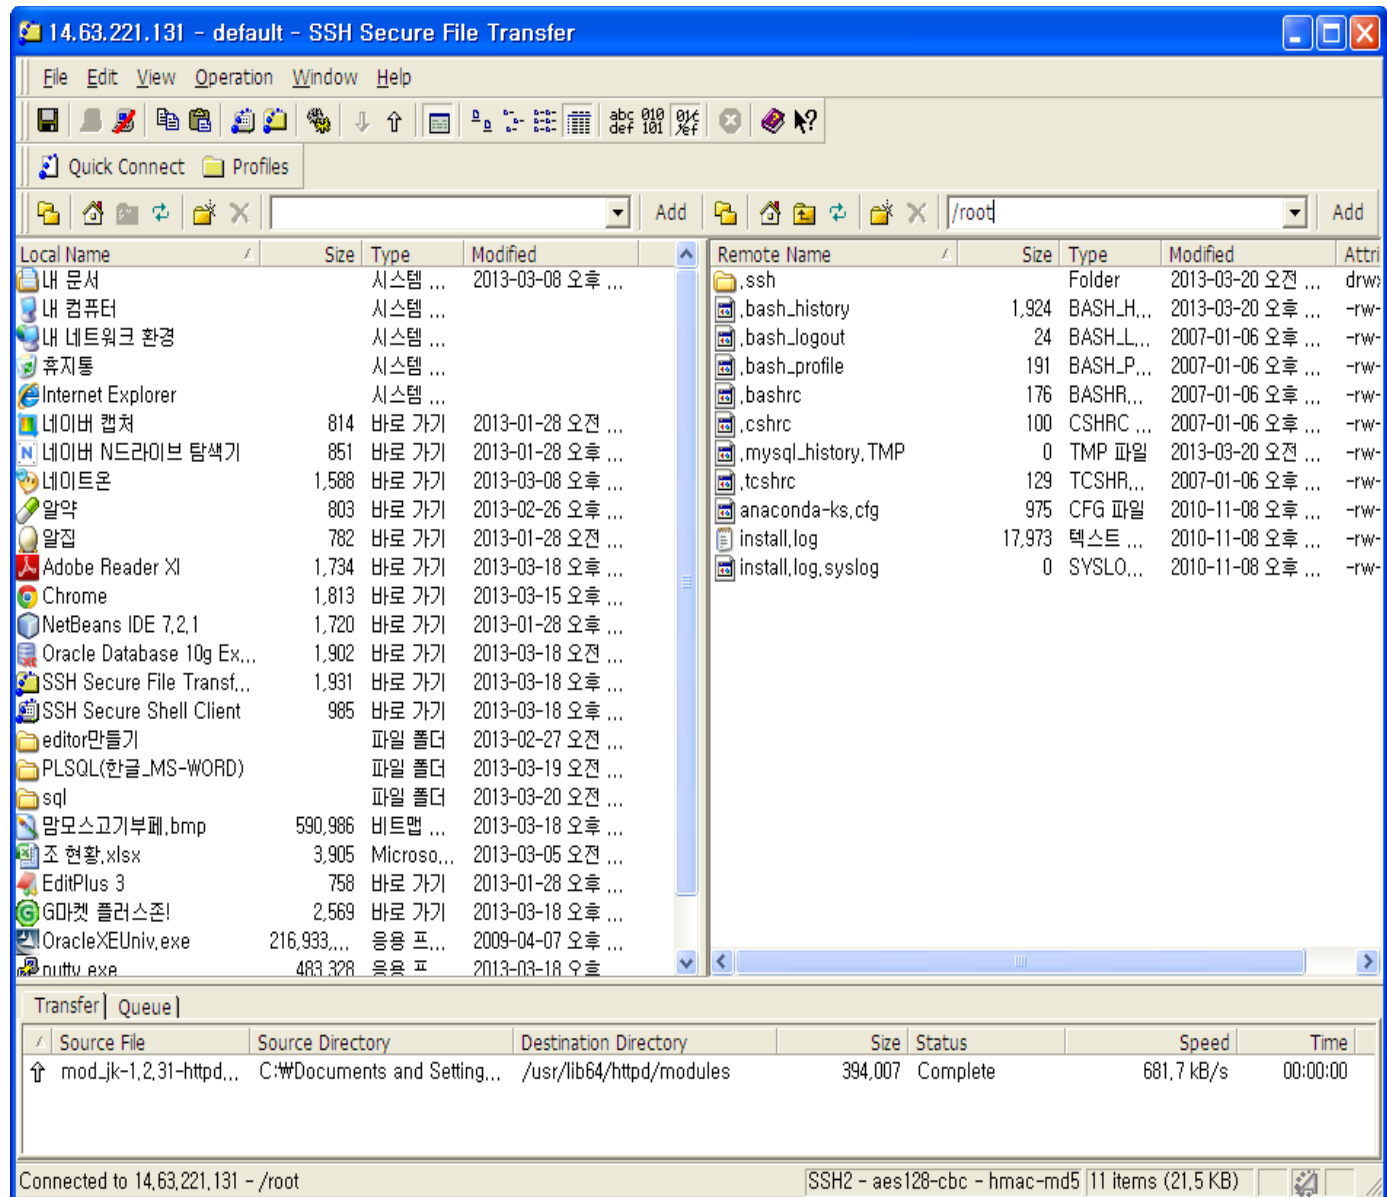 14.63.221.131 - default - SSH Secure File Transfer
File Edit View Operation Window Help
abc def 010 101
Quick Connect Profiles
Add /root Add
Local Name Size Type Modified Remote Name Size Type Modified Attri
내 문서 시스템 ... 2013-03-08 오후 ... .ssh Folder 2013-03-20 오전 ... drwx
내 컴퓨터 시스템 ... .bash_history 1,924 BASH_H... 2013-03-20 오후 ... -rw-
내 네트워크 환경 시스템 ... .bash_logout 24 BASH_L... 2007-01-06 오후 ... -rw-
휴지통 시스템 ... .bash_profile 191 BASH_P... 2007-01-06 오후 ... -rw-
Internet Explorer 시스템 ... .bashrc 176 BASHR... 2007-01-06 오후 ... -rw-
네이버 캡처 814 바로 가기 2013-01-28 오전 ... .cshrc 100 CSHRC ... 2007-01-06 오후 ... -rw-
네이버 N드라이브 탐색기 851 바로 가기 2013-01-28 오후 ... .mysql_history.TMP 0 TMP 파일 2013-03-20 오전 ... -rw-
네이트온 1,588 바로 가기 2013-03-08 오후 ... .tcshrc 129 TCSHR... 2007-01-06 오후 ... -rw-
알약 803 바로 가기 2013-02-26 오후 ... anaconda-ks.cfg 975 CFG 파일 2010-11-08 오후 ... -rw-
알집 782 바로 가기 2013-01-28 오전 ... install.log 17,973 텍스트 ... 2010-11-08 오후 ... -rw-
Adobe Reader XI 1,734 바로 가기 2013-03-18 오후 ... install.log.syslog 0 SYSLO... 2010-11-08 오후 ... -rw-
Chrome 1,813 바로 가기 2013-03-15 오후 ...
NetBeans IDE 7.2.1 1,720 바로 가기 2013-01-28 오후 ...
Oracle Database 10g Ex... 1,902 바로 가기 2013-03-18 오전 ...
SSH Secure File Transf... 1,931 바로 가기 2013-03-18 오후 ...
SSH Secure Shell Client 985 바로 가기 2013-03-18 오후 ...
editor만들기 파일 폴더 2013-02-27 오전 ...
PLSQL(한글_MS-WORD) 파일 폴더 2013-03-19 오전 ...
sql 파일 폴더 2013-03-20 오전 ...
맘모스고기부페.bmp 590,986 비트맵 ... 2013-03-18 오후 ...
조 현황.xlsx 3,905 Microso... 2013-03-05 오전 ...
EditPlus 3 758 바로 가기 2013-01-28 오후 ...
G마켓 플러스존! 2,569 바로 가기 2013-03-18 오후 ...
OracleXEUniv.exe 216,933,... 응용 프... 2009-04-07 오후 ...
putty.exe 483,328 응용 프 2013-03-18 오후
Transfer Queue
Source File Source Directory Destination Directory Size Status Speed Time
mod_jk-1.2.31-httpd... C:₩Documents and Setting... /usr/lib64/httpd/modules 394,007 Complete 681.7 kB/s 00:00:00
Connected to 14.63.221.131 - /root SSH2 - aes128-cbc - hmac-md5 11 items (21.5 KB)